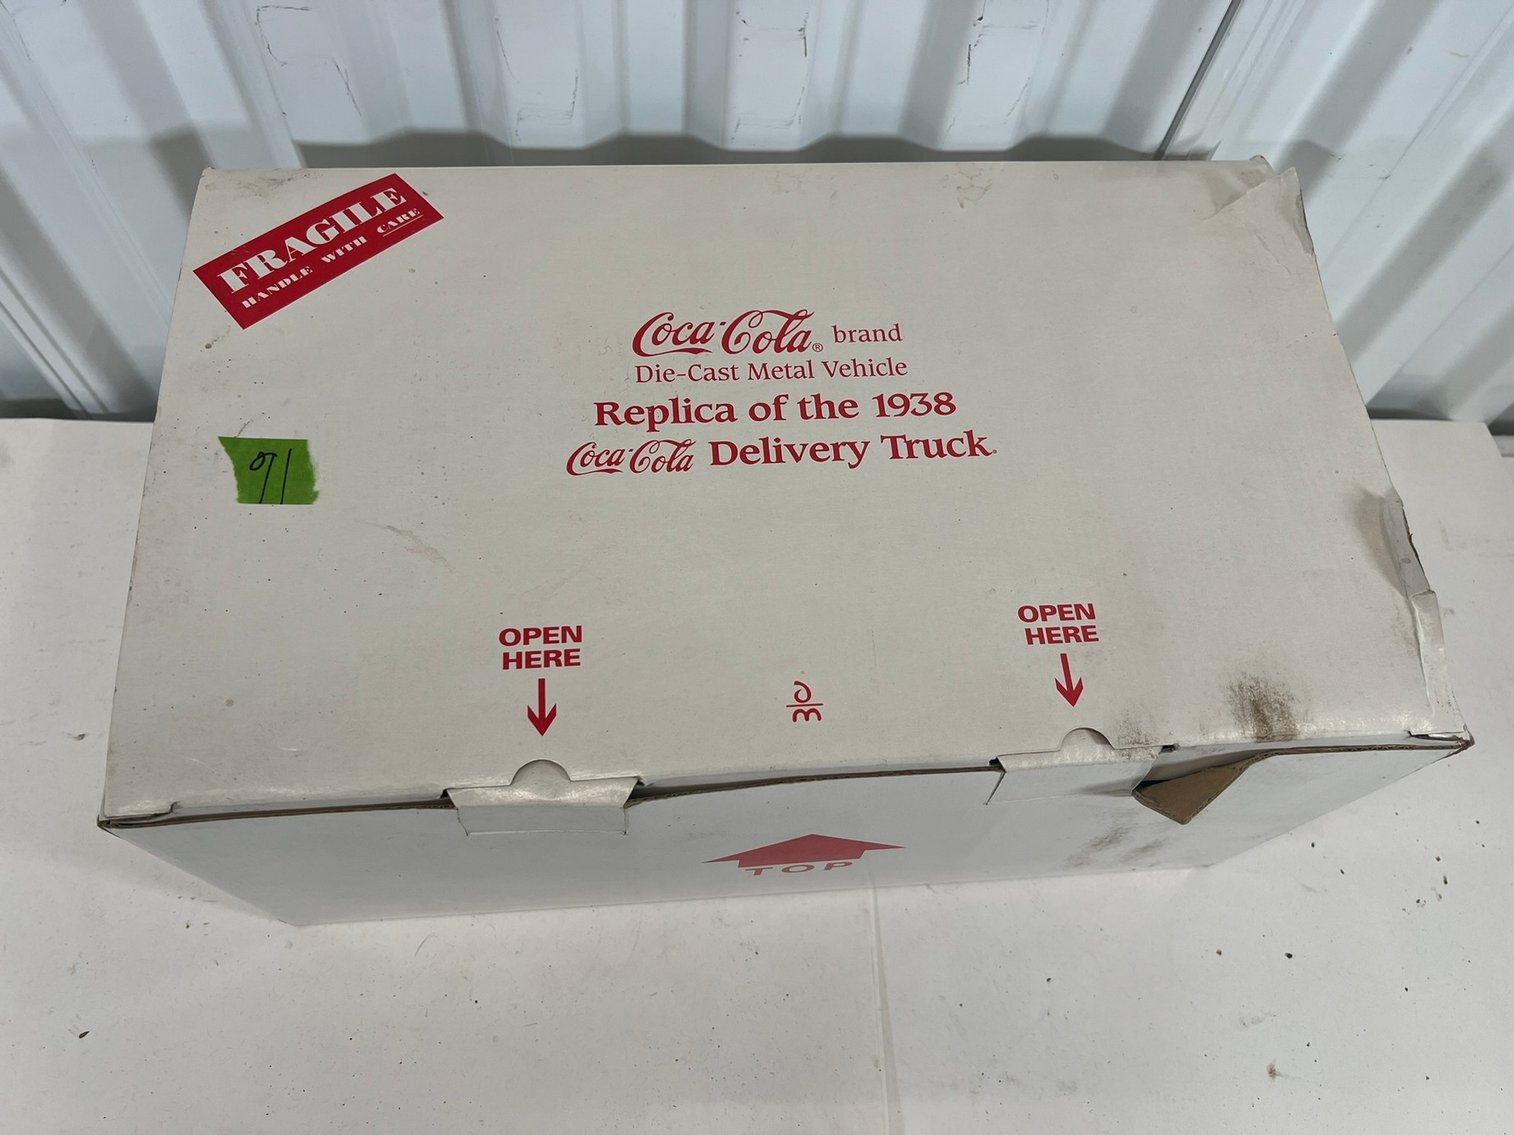 FRAGILE
HANDLE WITH CARE
Coca-Cola® brand
Die-Cast Metal Vehicle
Replica of the 1938
Coca-Cola Delivery Truck.
91
OPEN
HERE
OPEN
HERE
TOP